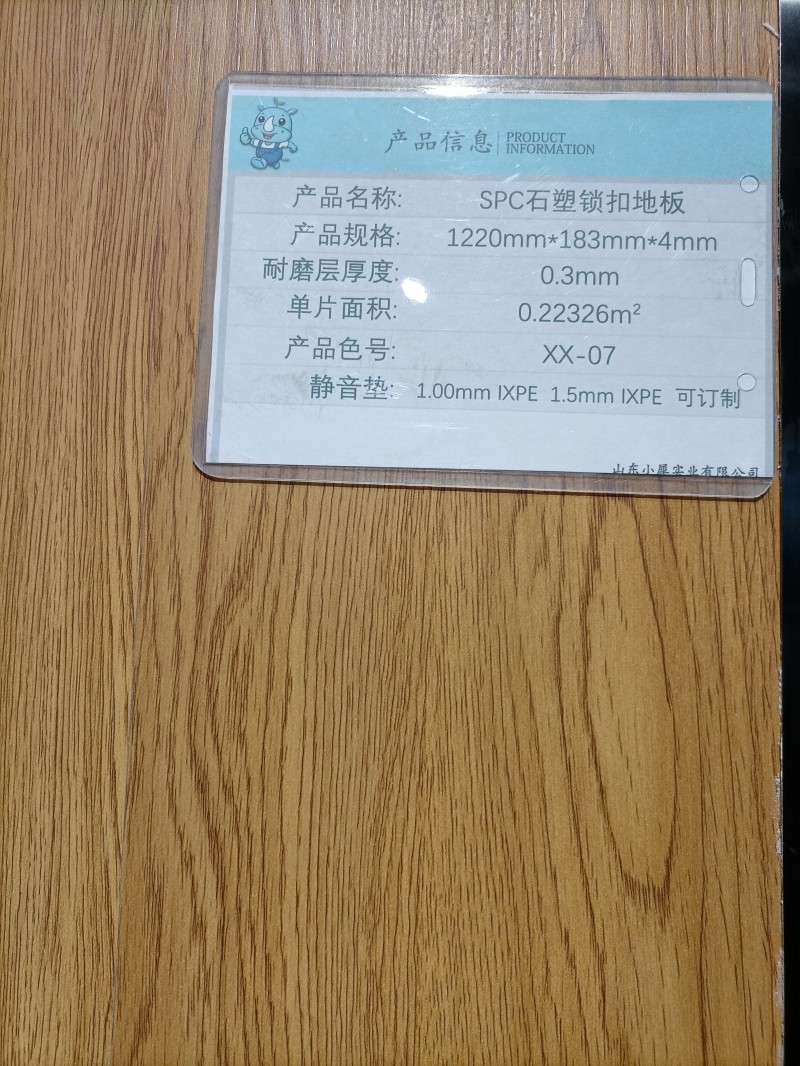 产品信息 PRODUCT INFORMATION
产品名称: SPC石塑锁扣地板
产品规格: 1220mm*183mm*4mm
耐磨层厚度: 0.3mm
单片面积: 0.22326m²
产品色号: XX-07
静音垫: 1.00mm IXPE 1.5mm IXPE 可订制
山东小犀实业有限公司